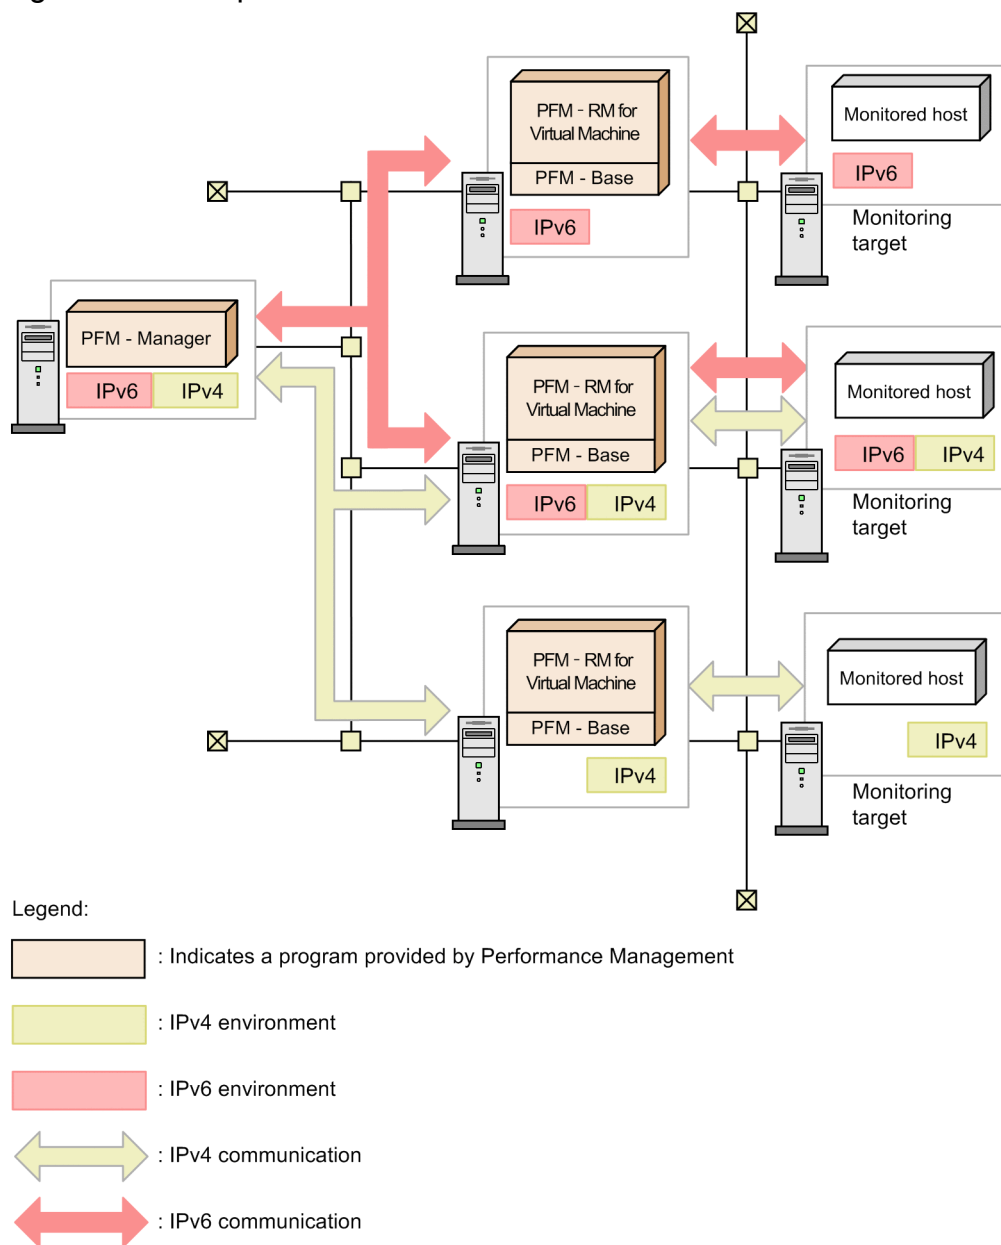 PFM - RM for
Virtual Machine
PFM - Base
IPv6
Monitored host
IPv6
Monitoring
target
PFM - Manager
IPv6 IPv4
PFM - RM for
Virtual Machine
PFM - Base
IPv6 IPv4
Monitored host
IPv6 IPv4
Monitoring
target
PFM - RM for
Virtual Machine
PFM - Base
IPv4
Monitored host
IPv4
Monitoring
target
Legend:
: Indicates a program provided by Performance Management
: IPv4 environment
: IPv6 environment
: IPv4 communication
: IPv6 communication